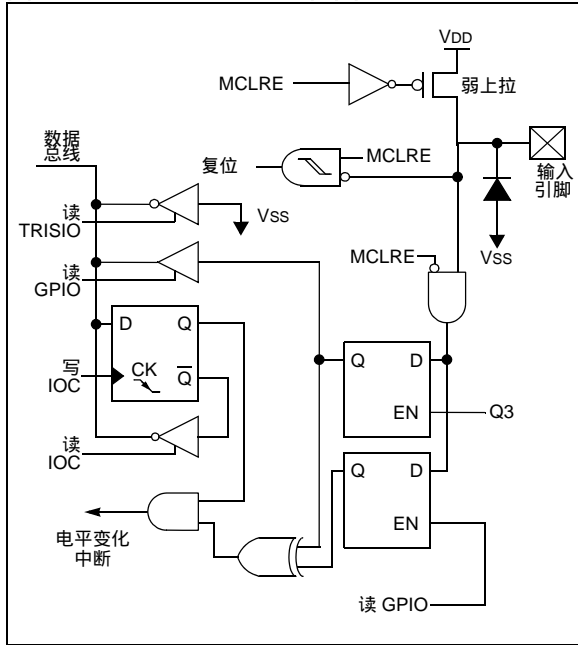 VDD
MCLRE
弱上拉
数据
总线
复位
MCLRE
输入
引脚
读
TRISIO
VSS
VSS
读
GPIO
MCLRE
D
Q
Q
D
写
IOC
CK
Q
EN
Q3
读
IOC
Q
D
EN
电平变化
中断
读 GPIO